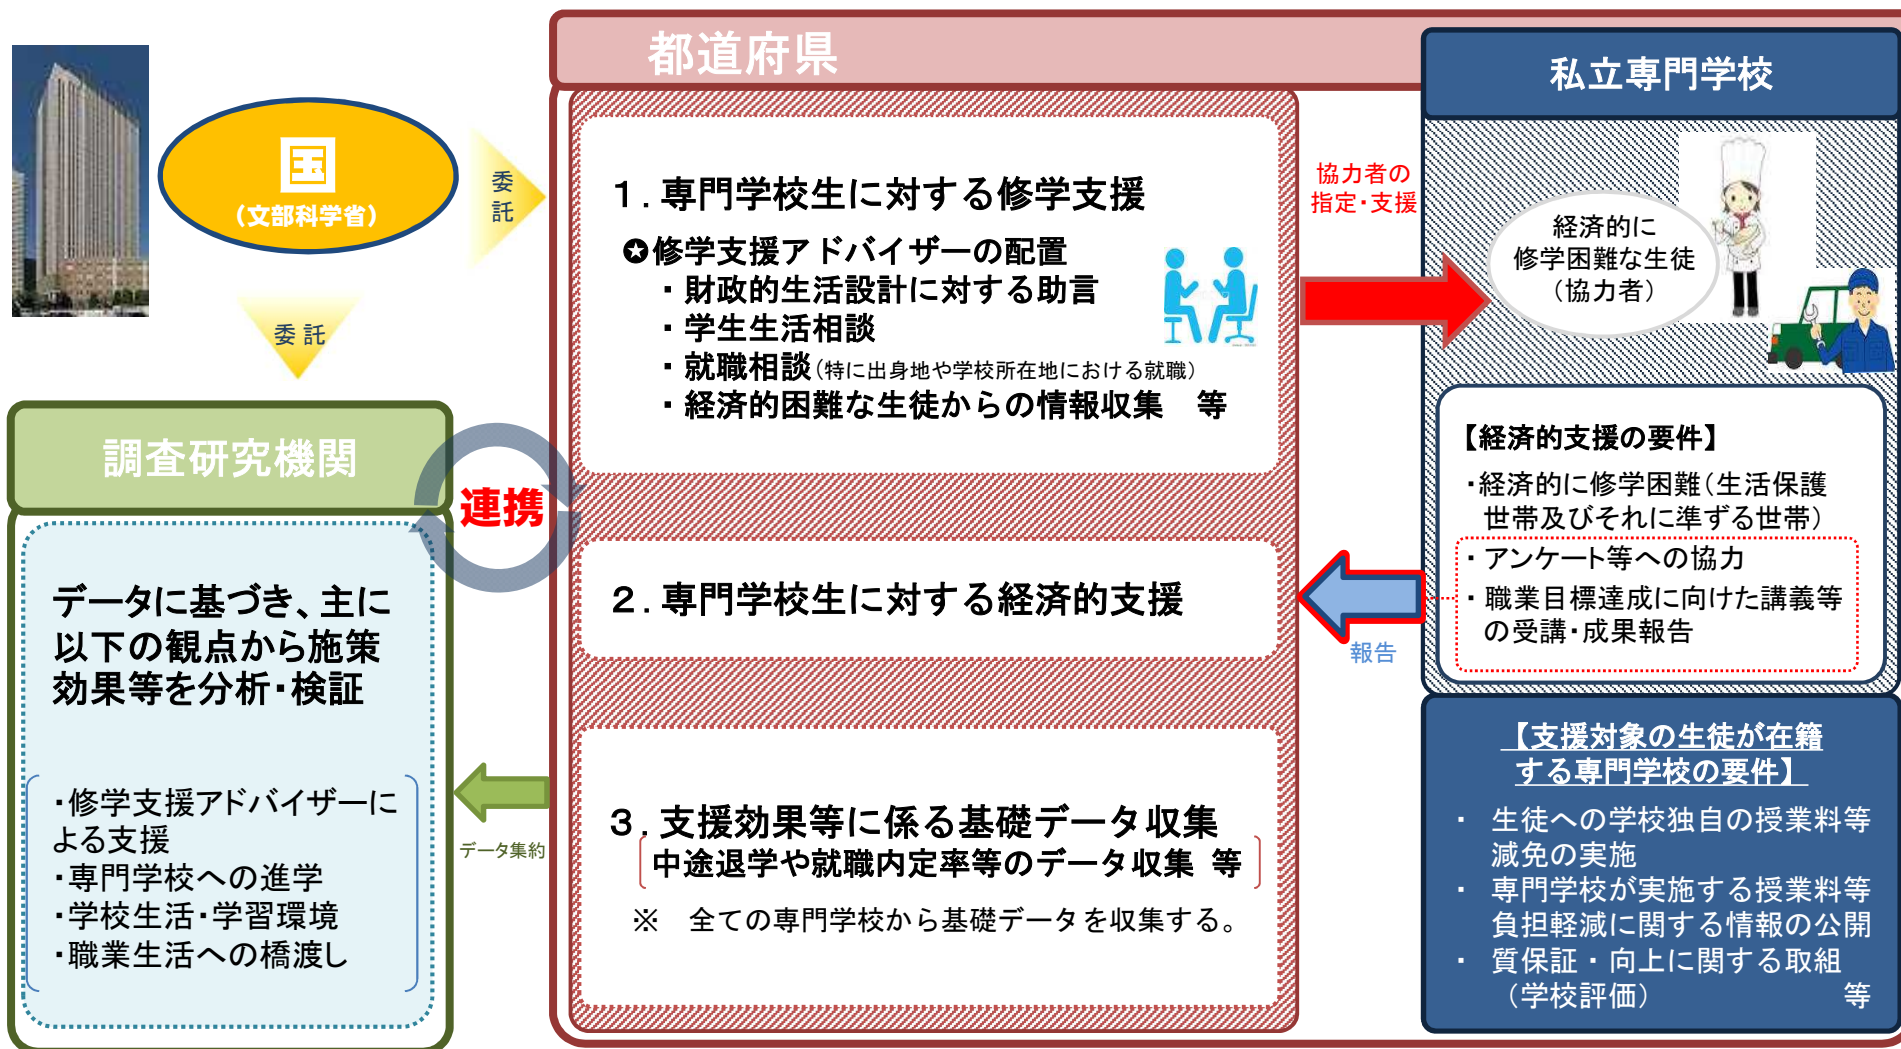 都道府県
私立専門学校
国
(文部科学省)
委
託
委 託
調査研究機関
連携
データに基づき、主に
以下の観点から施策
効果等を分析・検証
・修学支援アドバイザーに
よる支援
・専門学校への進学
・学校生活・学習環境
・職業生活への橋渡し
データ集約
１．専門学校生に対する修学支援
✪修学支援アドバイザーの配置
・財政的生活設計に対する助言
・学生生活相談
・就職相談（特に出身地や学校所在地における就職）
・経済的困難な生徒からの情報収集　等
２．専門学校生に対する経済的支援
３．支援効果等に係る基礎データ収集
中途退学や就職内定率等のデータ収集 等
※　全ての専門学校から基礎データを収集する。
協力者の
指定・支援
報告
経済的に
修学困難な生徒
（協力者）
【経済的支援の要件】
・経済的に修学困難（生活保護
世帯及びそれに準ずる世帯）
・ アンケート等への協力
・ 職業目標達成に向けた講義等
の受講・成果報告
【支援対象の生徒が在籍
する専門学校の要件】
・ 生徒への学校独自の授業料等
減免の実施
・ 専門学校が実施する授業料等
負担軽減に関する情報の公開
・ 質保証・向上に関する取組
（学校評価）　等